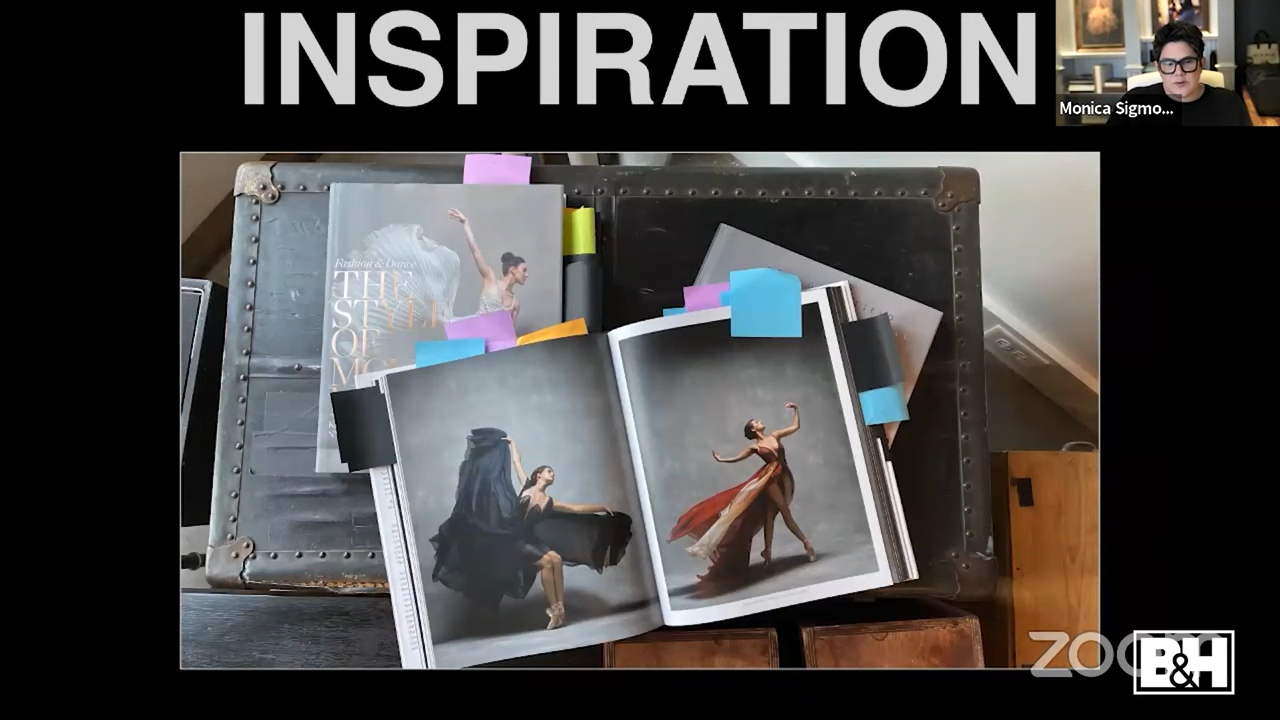 INSPIRATION
Monica Sigmo...
Fashion & Dance
THE
STYLE
OF
zoom
B&H